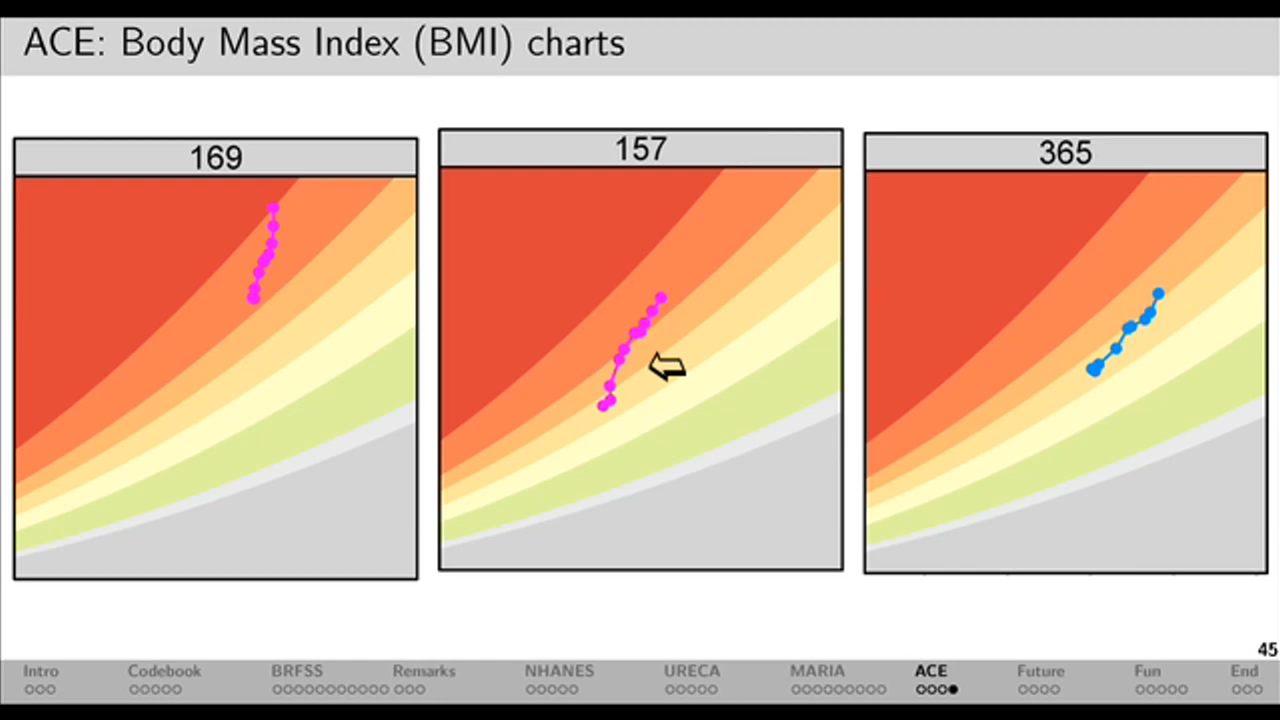 ACE: Body Mass Index (BMI) charts
169
157
365
45
Intro Codebook BRFSS Remarks NHANES URECA MARIA ACE Future Fun End